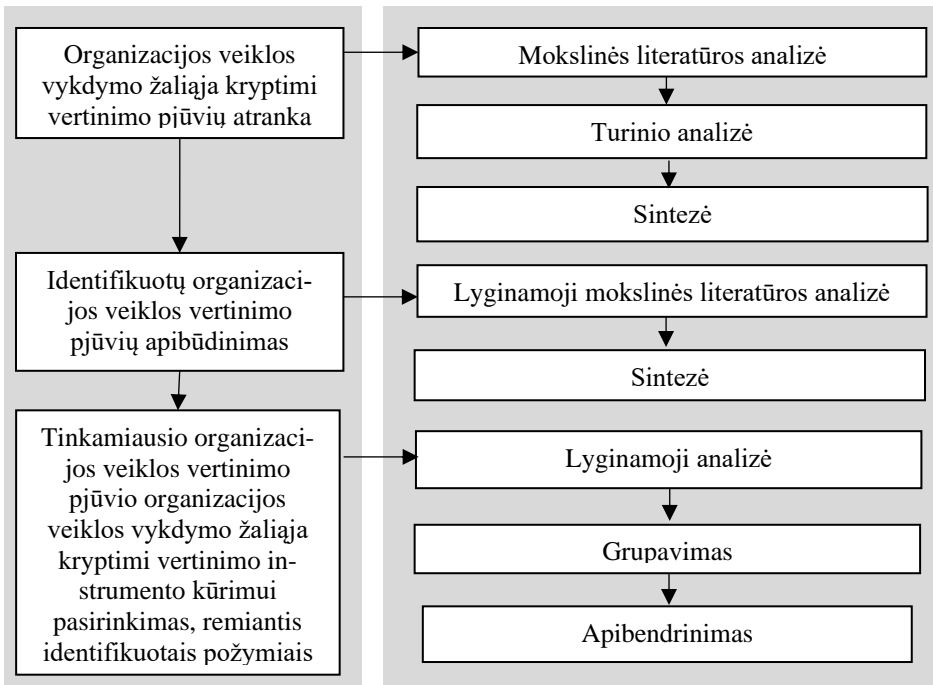 Organizacijos veiklos
vykdymo žaliąja kryptimi
vertinimo pjūvių atranka
Mokslinės literatūros analizė
Turinio analizė
Sintezė
Identifikuotų organizaci-
jos veiklos vertinimo
pjūvių apibūdinimas
Lyginamoji mokslinės literatūros analizė
Sintezė
Tinkamiausio organizaci-
jos veiklos vertinimo
pjūvio organizacijos
veiklos vykdymo žaliąja
kryptimi vertinimo in-
strumento kūrimui
pasirinkimas, remiantis
identifikuotais požymiais
Lyginamoji analizė
Grupavimas
Apibendrinimas